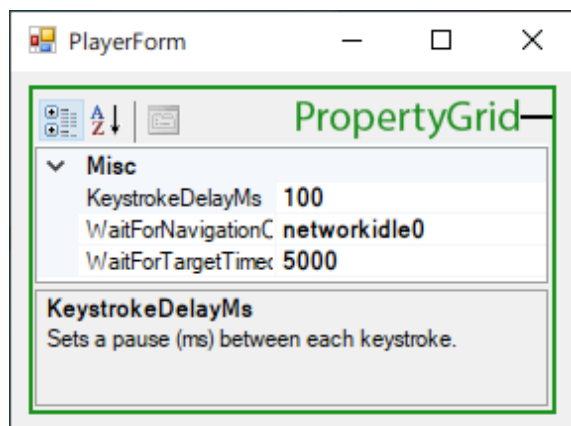 PlayerForm
A Z PropertyGrid
Misc
KeystrokeDelayMs 100
WaitForNavigationC networkidle0
WaitForTargetTimec 5000
KeystrokeDelayMs
Sets a pause (ms) between each keystroke.